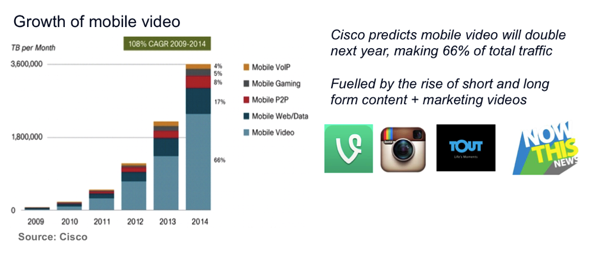 Growth of mobile video
TB per Month
108% CAGR 2009-2014
3,600,000
1,800,000
0
2009 2010 2011 2012 2013 2014
4%
5%
8%
17%
66%
Mobile VoIP
Mobile Gaming
Mobile P2P
Mobile Web/Data
Mobile Video
Source: Cisco
Cisco predicts mobile video will double
next year, making 66% of total traffic
Fuelled by the rise of short and long
form content + marketing videos
TOUT
NOW
THIS
NEWS